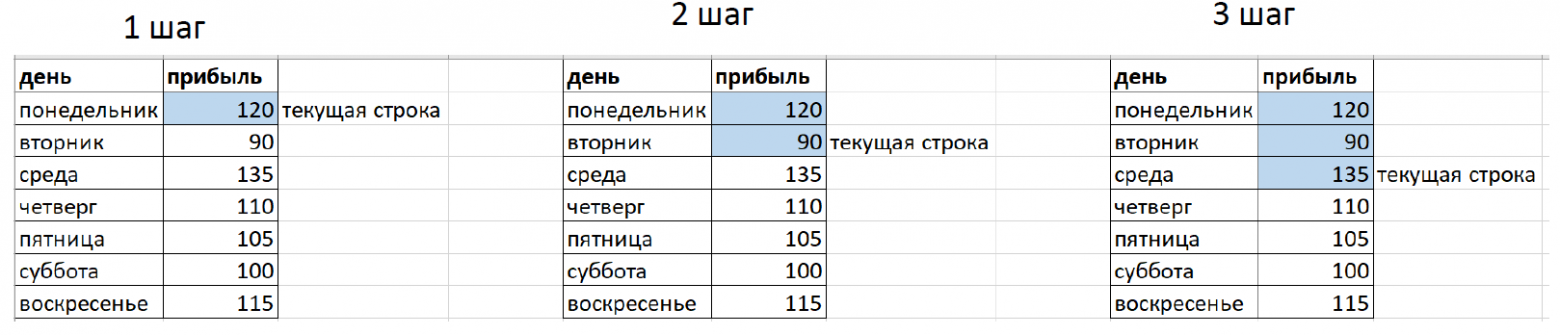 1 шаг
2 шаг
3 шаг
день прибыль
понедельник 120 текущая строка
вторник 90
среда 135
четверг 110
пятница 105
суббота 100
воскресенье 115
день прибыль
понедельник 120
вторник 90 текущая строка
среда 135
четверг 110
пятница 105
суббота 100
воскресенье 115
день прибыль
понедельник 120
вторник 90
среда 135 текущая строка
четверг 110
пятница 105
суббота 100
воскресенье 115